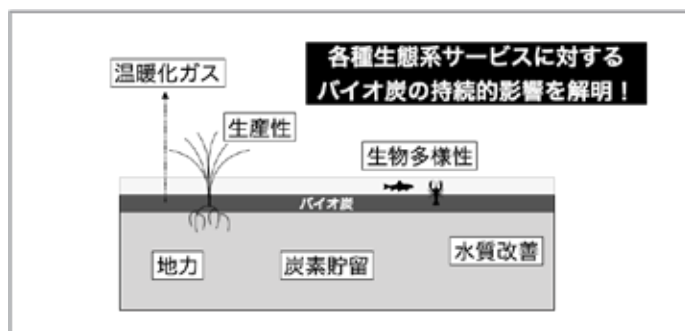 各種生態系サービスに対する
バイオ炭の持続的影響を解明！
温暖化ガス
生産性
生物多様性
バイオ炭
地力
炭素貯留
水質改善